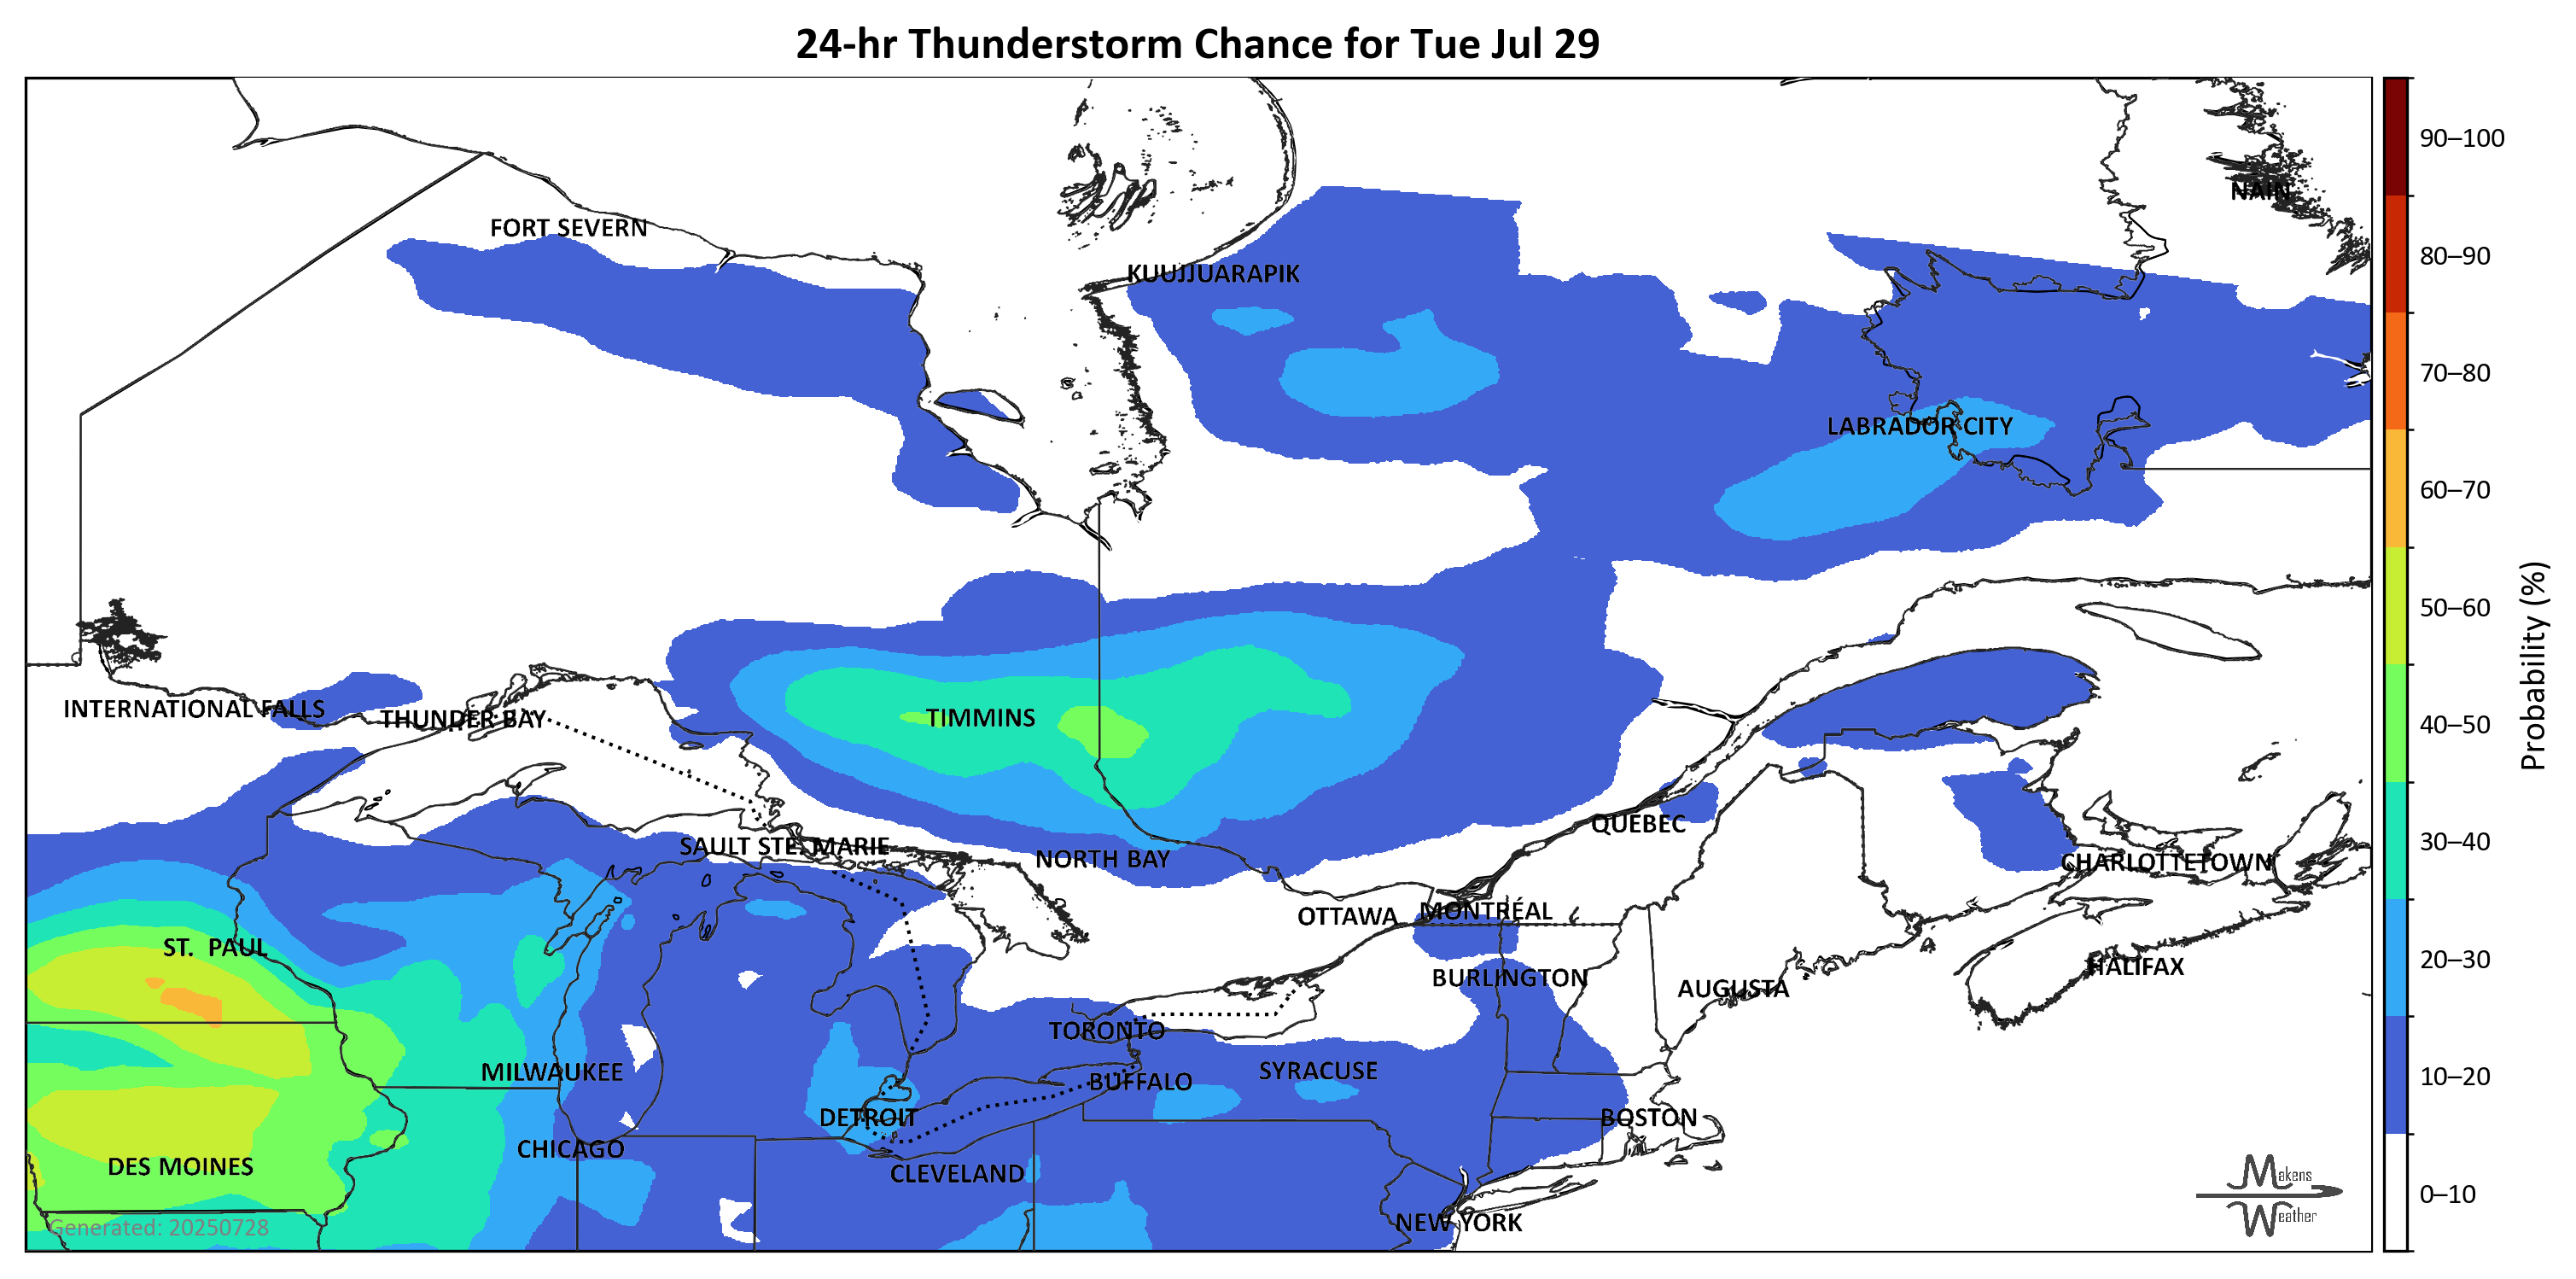 24-hr Thunderstorm Chance for Tue Jul 29
90–100
NAIN
FORT SEVERN
80–90
KUUJJUARAPIK
70–80
LABRADOR CITY
60–70
50–60
INTERNATIONAL FALLS
THUNDER BAY
TIMMINS
40–50
Probability (%)
QUEBEC
30–40
SAULT STE. MARIE
NORTH BAY
CHARLOTTETOWN
OTTAWA
MONTRÉAL
ST. PAUL
20–30
HALIFAX
BURLINGTON
AUGUSTA
TORONTO
MILWAUKEE
SYRACUSE
10–20
BUFFALO
DETROIT
BOSTON
CHICAGO
DES MOINES
CLEVELAND
Makens
0–10
Weather
NEW YORK
Generated: 20250728